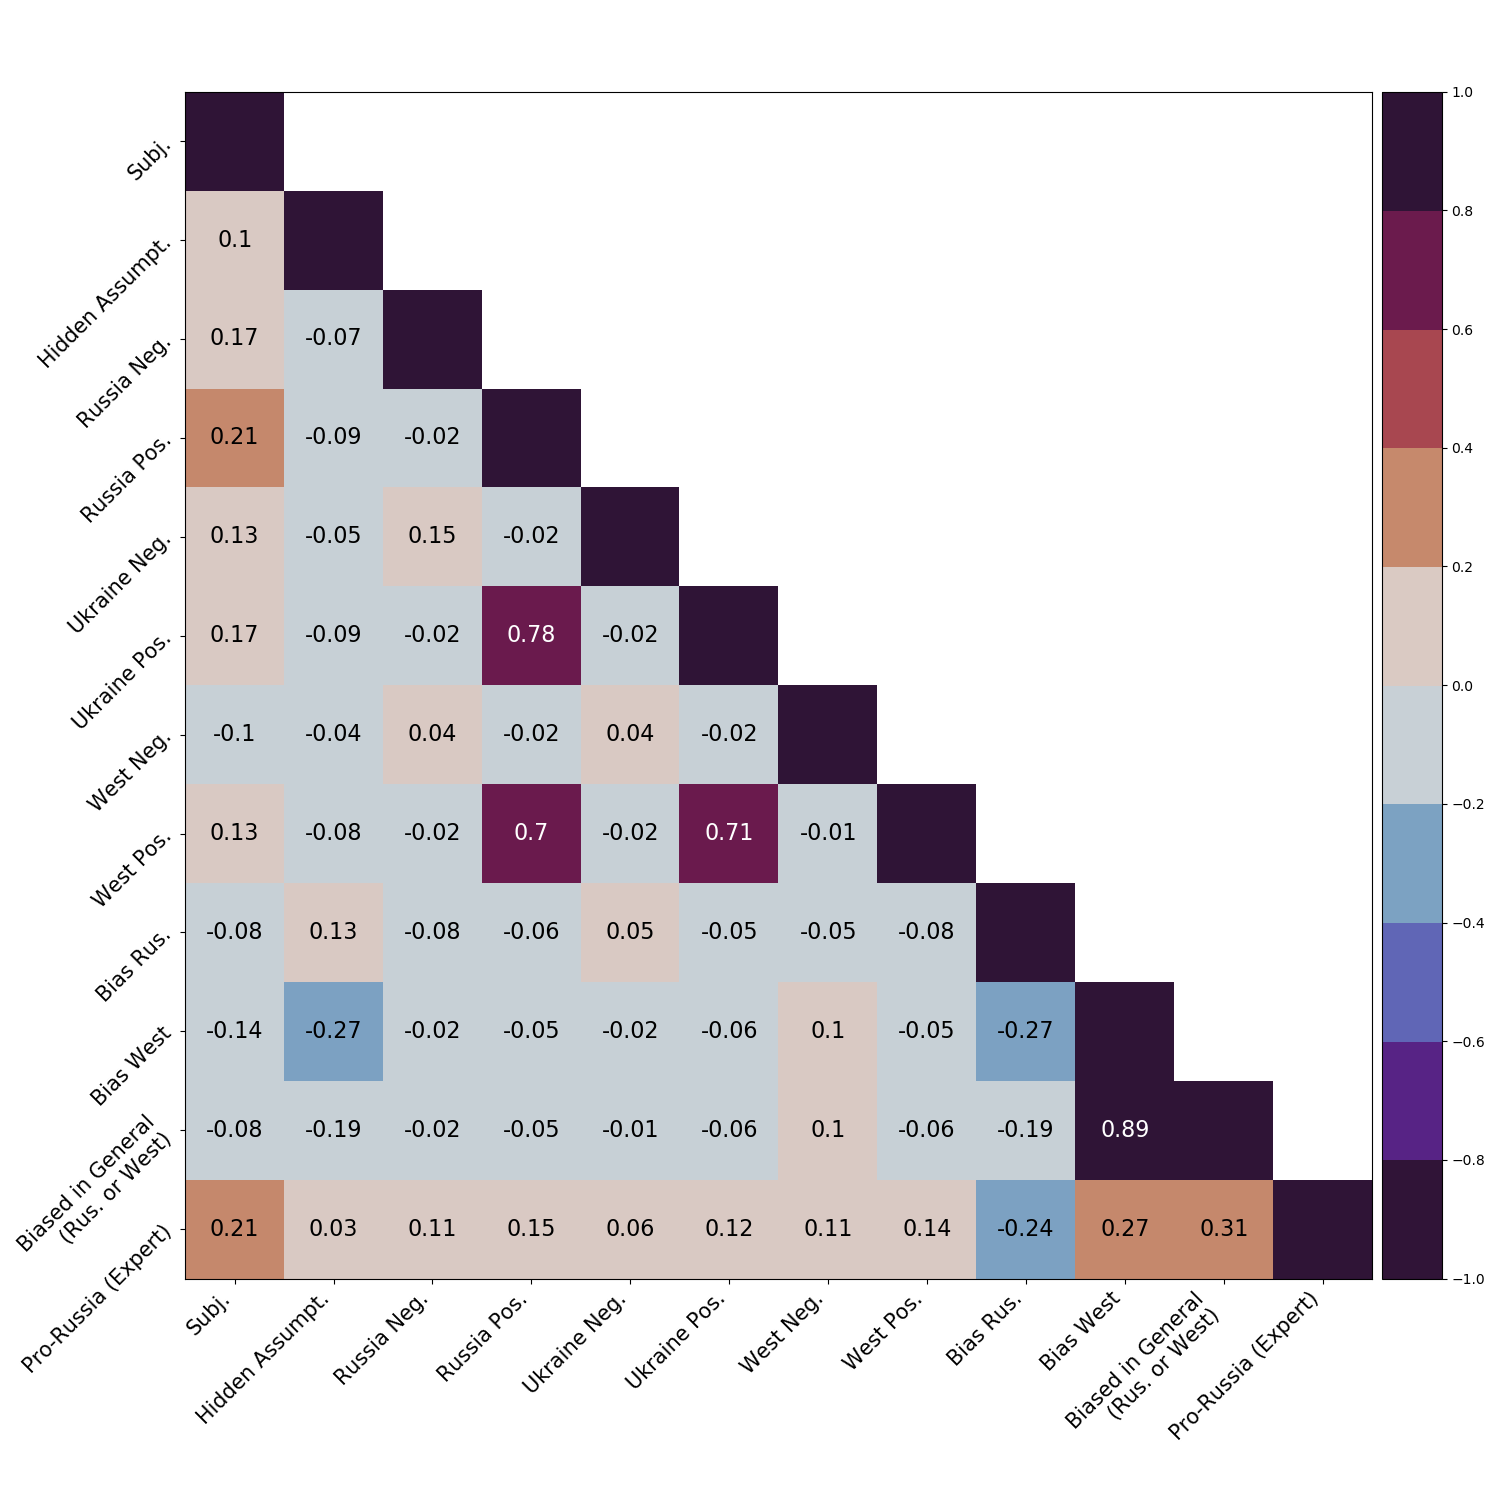 1.0
Subj.
0.8
Hidden Assumpt.
0.1
Russia Neg.
0.17 -0.07
0.6
Russia Pos.
0.21 -0.09 -0.02
0.4
Ukraine Neg.
0.13 -0.05 0.15 -0.02
0.2
Ukraine Pos.
0.17 -0.09 -0.02 0.78 -0.02
0.0
West Neg.
-0.1 -0.04 0.04 -0.02 0.04 -0.02
−0.2
West Pos.
0.13 -0.08 -0.02 0.7 -0.02 0.71 -0.01
Bias Rus.
-0.08 0.13 -0.08 -0.06 0.05 -0.05 -0.05 -0.08
−0.4
Bias West
-0.14 -0.27 -0.02 -0.05 -0.02 -0.06 0.1 -0.05 -0.27
−0.6
Biased in General
(Rus. or West)
-0.08 -0.19 -0.02 -0.05 -0.01 -0.06 0.1 -0.06 -0.19 0.89
−0.8
Pro-Russia (Expert)
0.21 0.03 0.11 0.15 0.06 0.12 0.11 0.14 -0.24 0.27 0.31
−1.0
Subj.
Hidden Assumpt.
Russia Neg.
Russia Pos.
Ukraine Neg.
Ukraine Pos.
West Neg.
West Pos.
Bias Rus.
Bias West
Biased in General
(Rus. or West)
Pro-Russia (Expert)